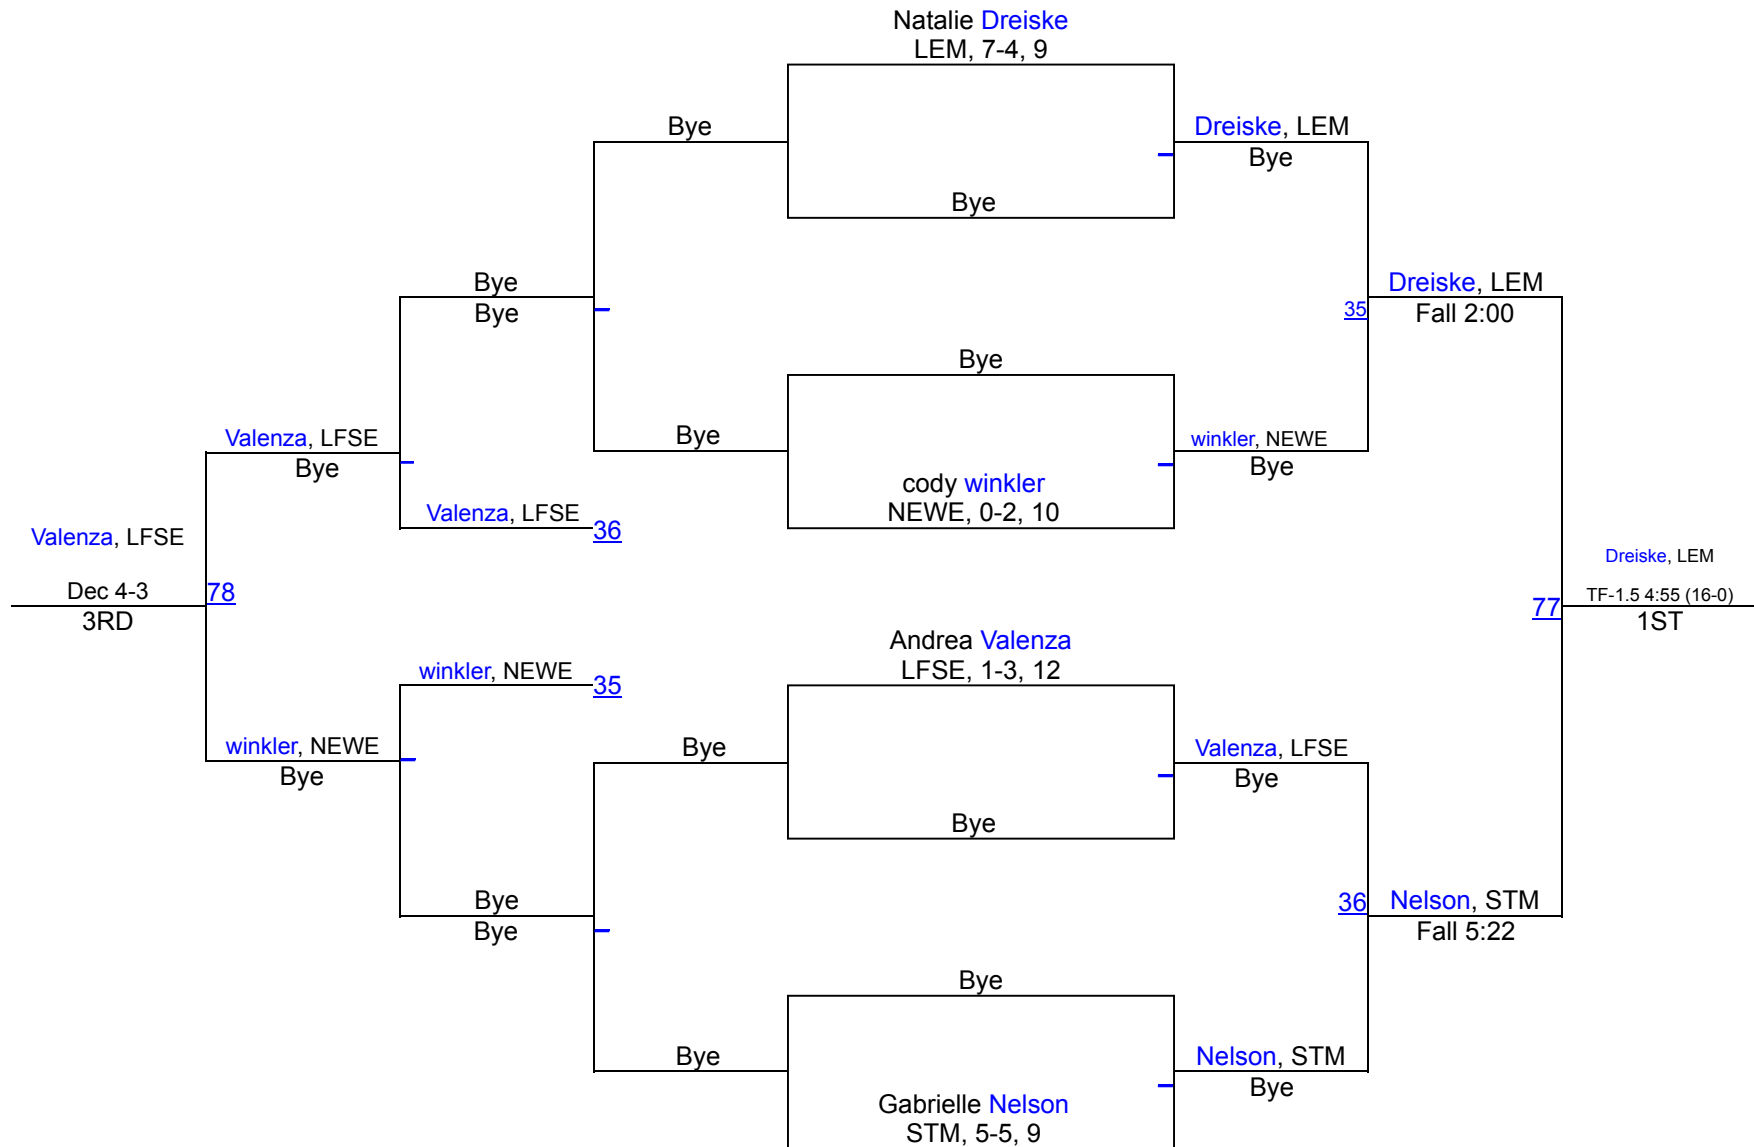 Natalie Dreiske
LEM, 7-4, 9
Bye
Dreiske, LEM
Bye
Bye
Bye
Bye
Dreiske, LEM
35
Fall 2:00
Bye
Valenza, LFSE
Bye
Bye
winkler, NEWE
Bye
cody winkler
NEWE, 0-2, 10
Valenza, LFSE
36
Valenza, LFSE
Dec 4-3
78
3RD
Dreiske, LEM
77
TF-1.5 4:55 (16-0)
1ST
Andrea Valenza
LFSE, 1-3, 12
winkler, NEWE
35
winkler, NEWE
Bye
Bye
Valenza, LFSE
Bye
Bye
Bye
Bye
36
Nelson, STM
Fall 5:22
Bye
Bye
Nelson, STM
Bye
Gabrielle Nelson
STM, 5-5, 9